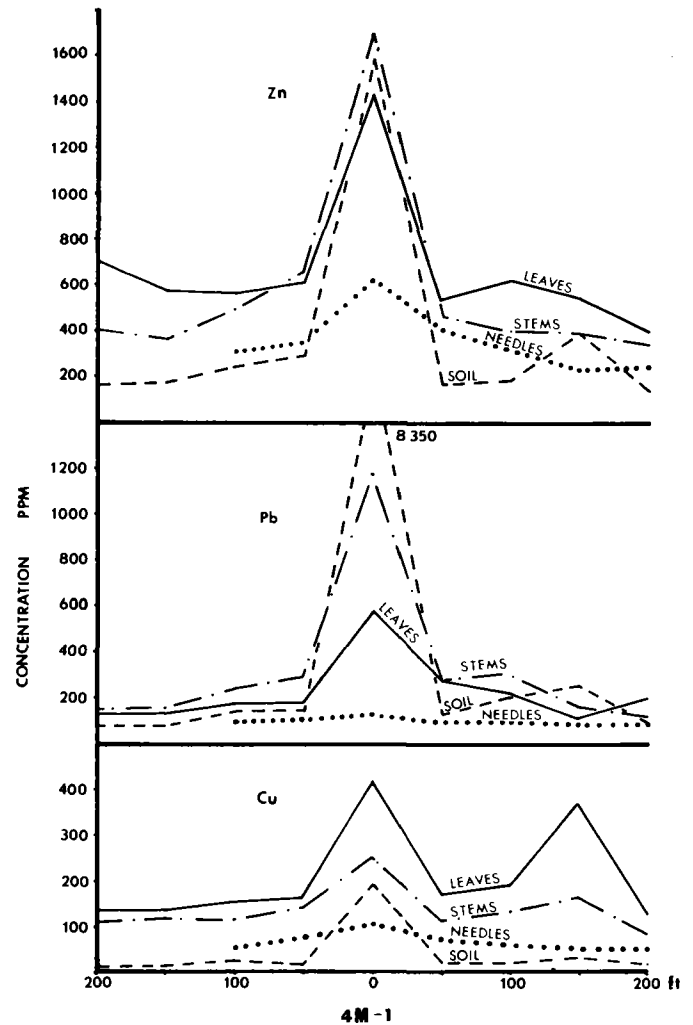 1600
Zn
1400
1200
1000
800
600
LEAVES
400
STEMS
NEEDLES
200
SOIL
8 350
1200
Pb
1000
800
CONCENTRATION PPM
600
LEAVES
400
STEMS
200
SOIL
NEEDLES
400
Cu
300
200
LEAVES
STEMS
100
NEEDLES
SOIL
200 100 0 100 200 ft
4M-1